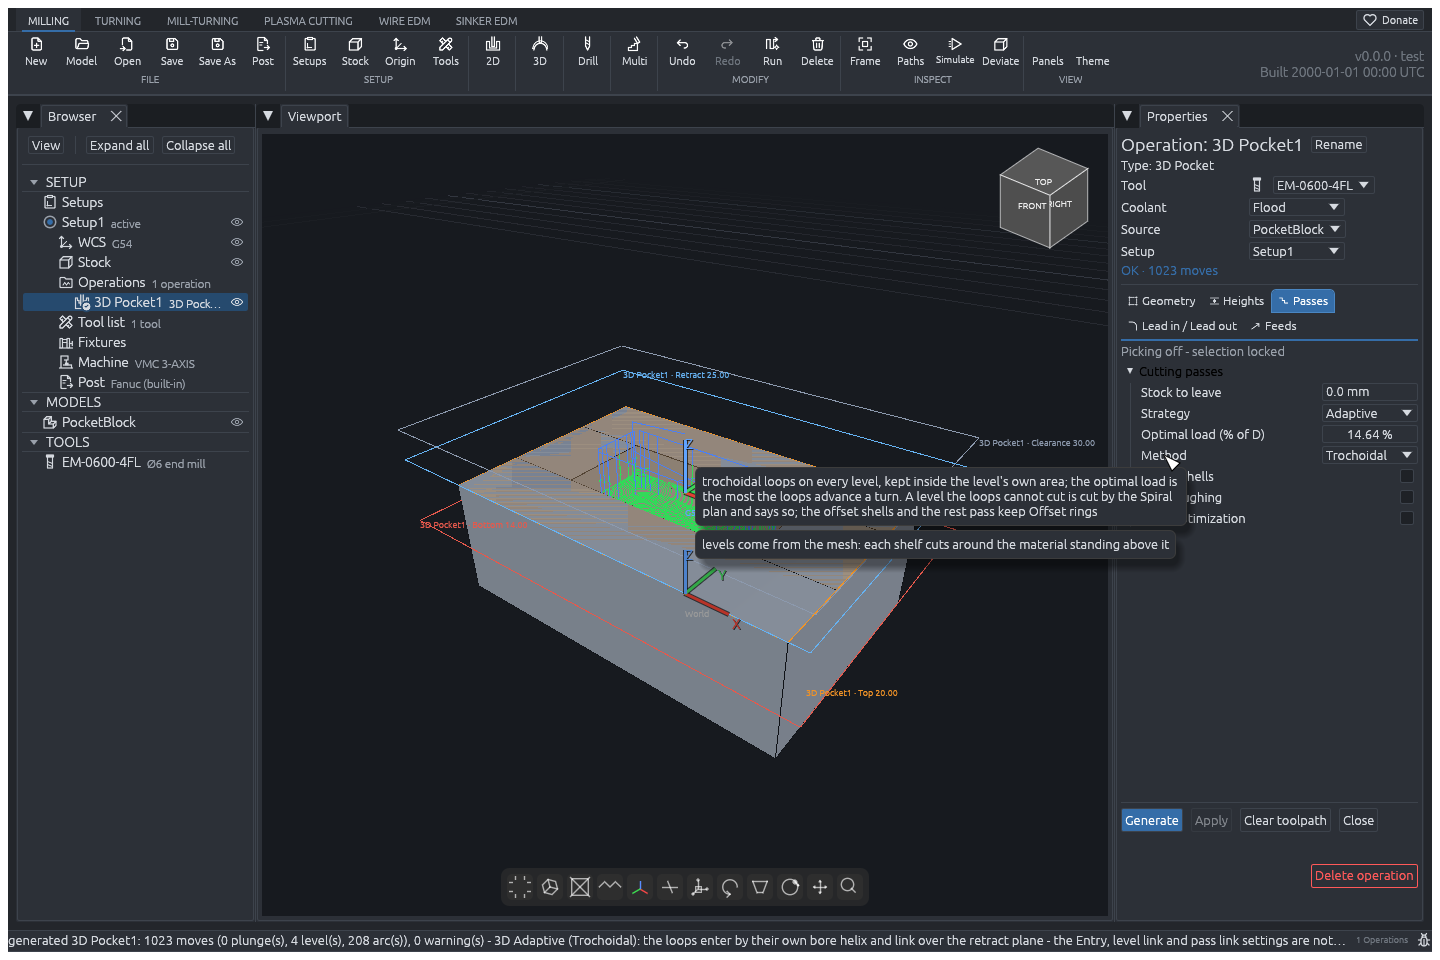 MILLING TURNING MILL-TURNING PLASMA CUTTING WIRE EDM SINKER EDM Donate
New Model Open Save Save As Post Setups Stock Origin Tools 2D 3D Drill Multi Undo Redo Run Delete Frame Paths Simulate Deviate Panels Theme
FILE SETUP MODIFY INSPECT VIEW
v0.0.0 · test
Built 2000-01-01 00:00 UTC
Browser
View Expand all Collapse all
SETUP
Setups
Setup1 active
WCS G54
Stock
Operations 1 operation
3D Pocket1 3D Pock...
Tool list 1 tool
Fixtures
Machine VMC 3-AXIS
Post Fanuc (built-in)
MODELS
PocketBlock
TOOLS
EM-0600-4FL Ø6 end mill
Viewport
TOP
FRONT RIGHT
3D Pocket1 · Retract 25.00
3D Pocket1 · Clearance 30.00
Z
3D Pocket1
trochoidal loops on every level, kept inside the level's own area; the optimal load is
the most the loops advance a turn. A level the loops cannot cut is cut by the Spiral
plan and says so; the offset shells and the rest pass keep Offset rings
levels come from the mesh: each shelf cuts around the material standing above it
Z
Y
World
X
3D Pocket1 · Top 20.00
Properties
Operation: 3D Pocket1 Rename
Type: 3D Pocket
Tool EM-0600-4FL
Coolant Flood
Source PocketBlock
Setup Setup1
OK · 1023 moves
Geometry Heights Passes
Lead in / Lead out Feeds
Picking off - selection locked
Cutting passes
Stock to leave 0.0 mm
Strategy Adaptive
Optimal load (% of D) 14.64 %
Method Trochoidal
hells
ghing
timization
Generate Apply Clear toolpath Close
Delete operation
generated 3D Pocket1: 1023 moves (0 plunge(s), 4 level(s), 208 arc(s)), 0 warning(s) - 3D Adaptive (Trochoidal): the loops enter by their own bore helix and link over the retract plane - the Entry, level link and pass link settings are not... 1 Operations